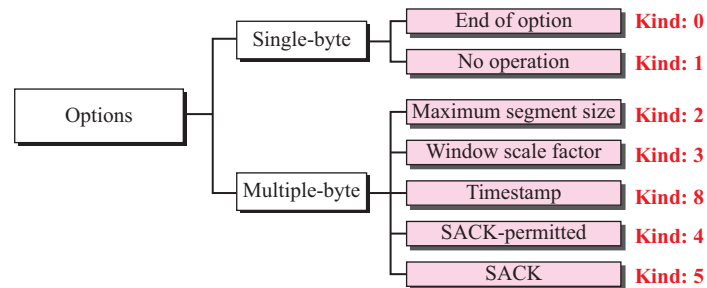 End of option Kind: 0
Single-byte
No operation Kind: 1
Options
Maximum segment size Kind: 2
Window scale factor Kind: 3
Multiple-byte
Timestamp Kind: 8
SACK-permitted Kind: 4
SACK Kind: 5